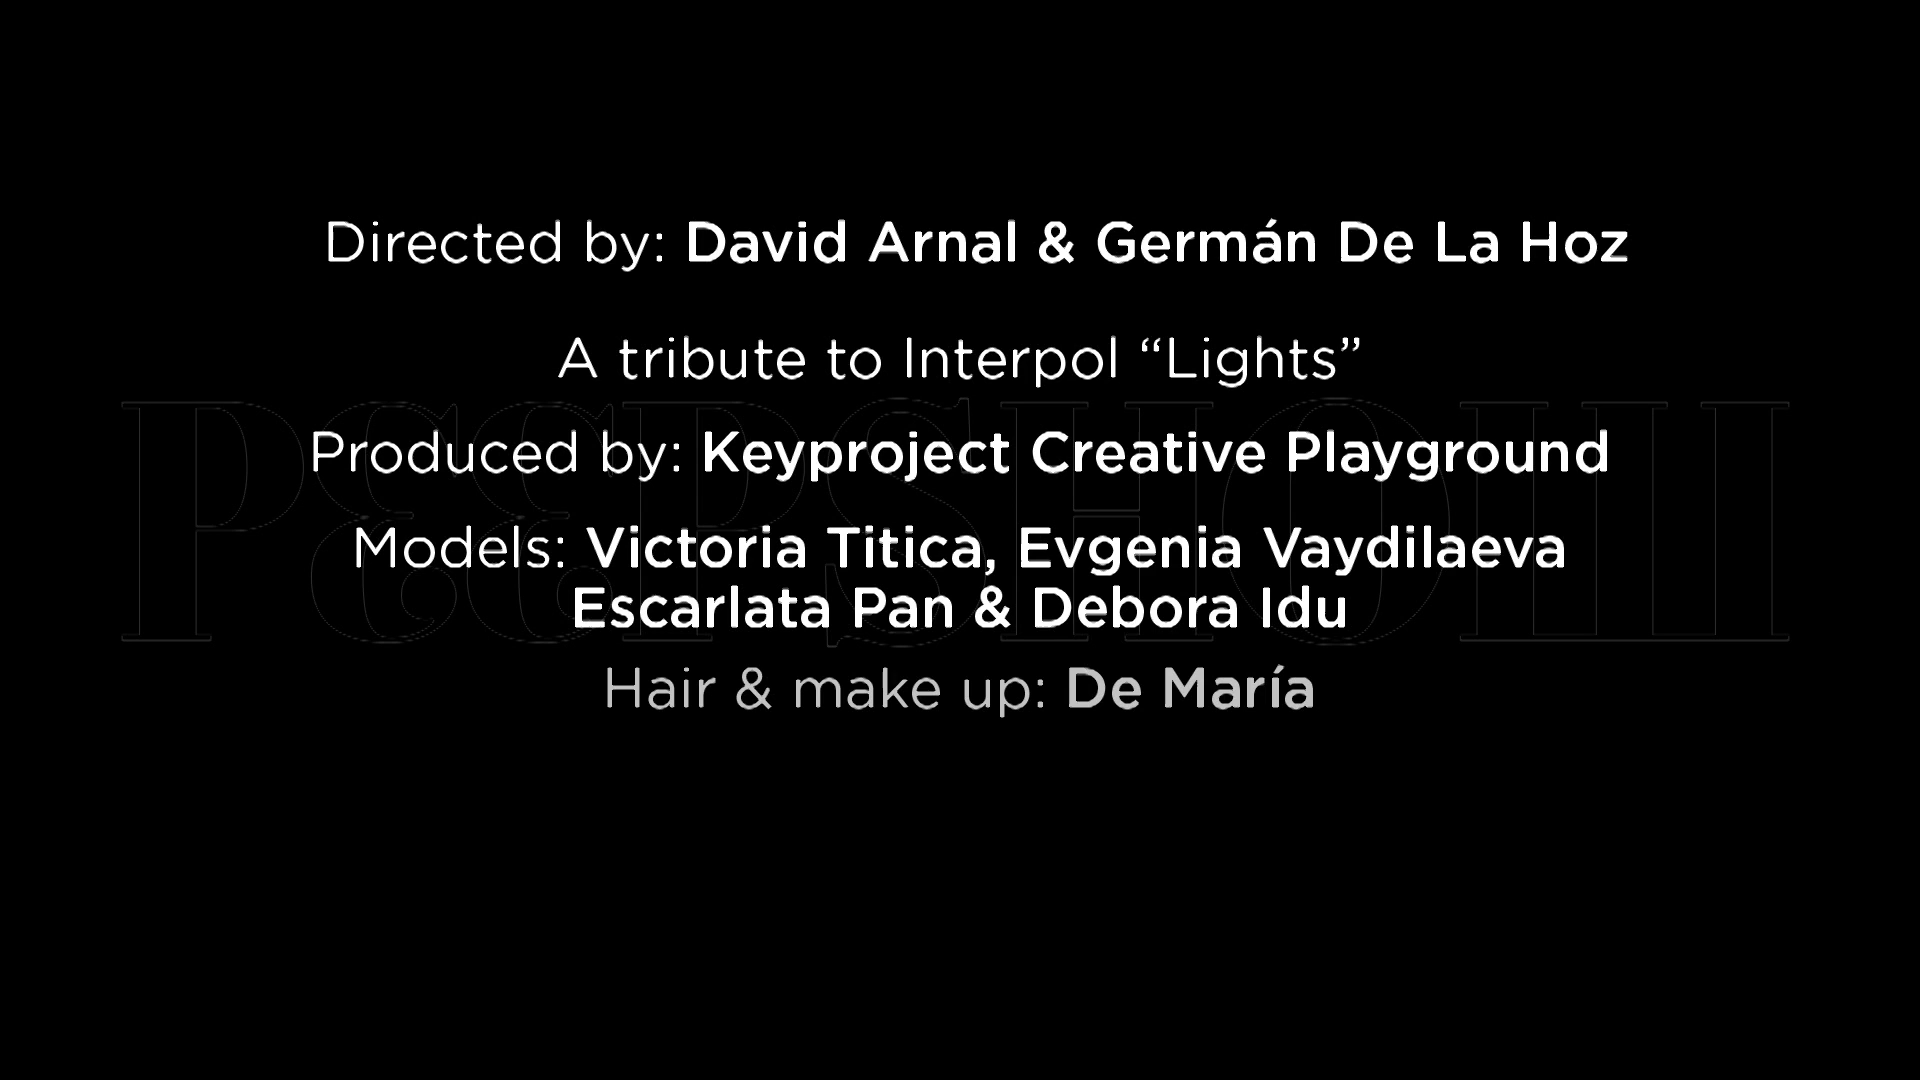 Directed by: David Arnal & Germán De La Hoz
A tribute to Interpol “Lights”
Produced by: Keyproject Creative Playground
Models: Victoria Titica, Evgenia Vaydilaeva
Escarlata Pan & Debora Idu
Hair & make up: De María